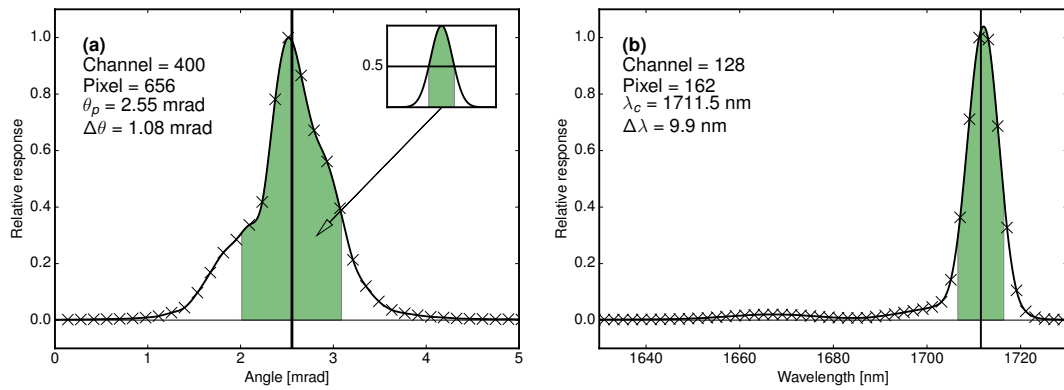 (a)
Channel = 400
Pixel = 656
θp = 2.55 mrad
Δθ = 1.08 mrad
0.5
Relative response
1.0
0.8
0.6
0.4
0.2
0.0
0 1 2 3 4 5
Angle [mrad]
(b)
Channel = 128
Pixel = 162
λc = 1711.5 nm
Δλ = 9.9 nm
Relative response
1.0
0.8
0.6
0.4
0.2
0.0
1640 1660 1680 1700 1720
Wavelength [nm]